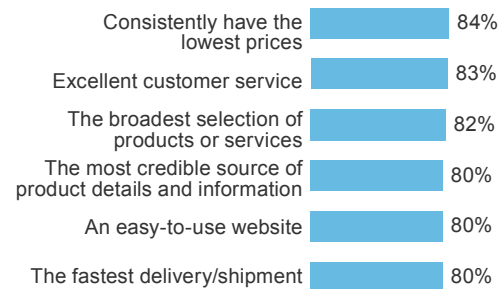 Consistently have the
lowest prices
84%
Excellent customer service
83%
The broadest selection of
products or services
82%
The most credible source of
product details and information
80%
An easy-to-use website
80%
The fastest delivery/shipment
80%